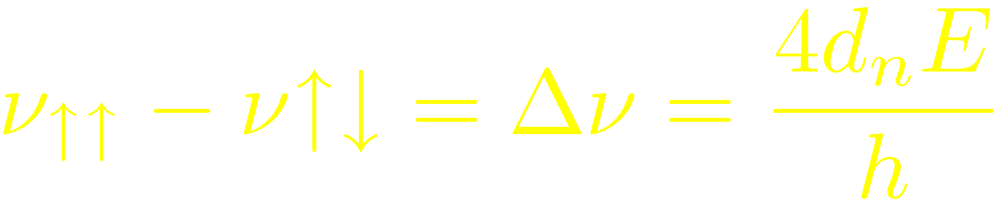 ν↑↑ − ν↑↓ = Δν = 4dₙE / h